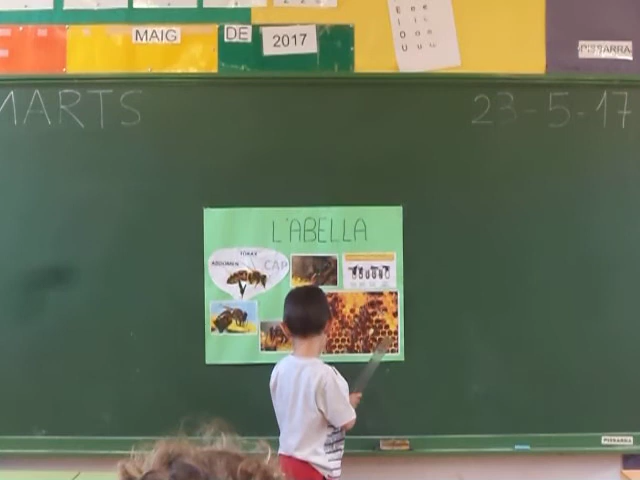 MAIG DE 2017
PISSARRA
MARTS 23-5-17
L'ABELLA
TÒRAX
ABDOMEN CAP
PISSARRA